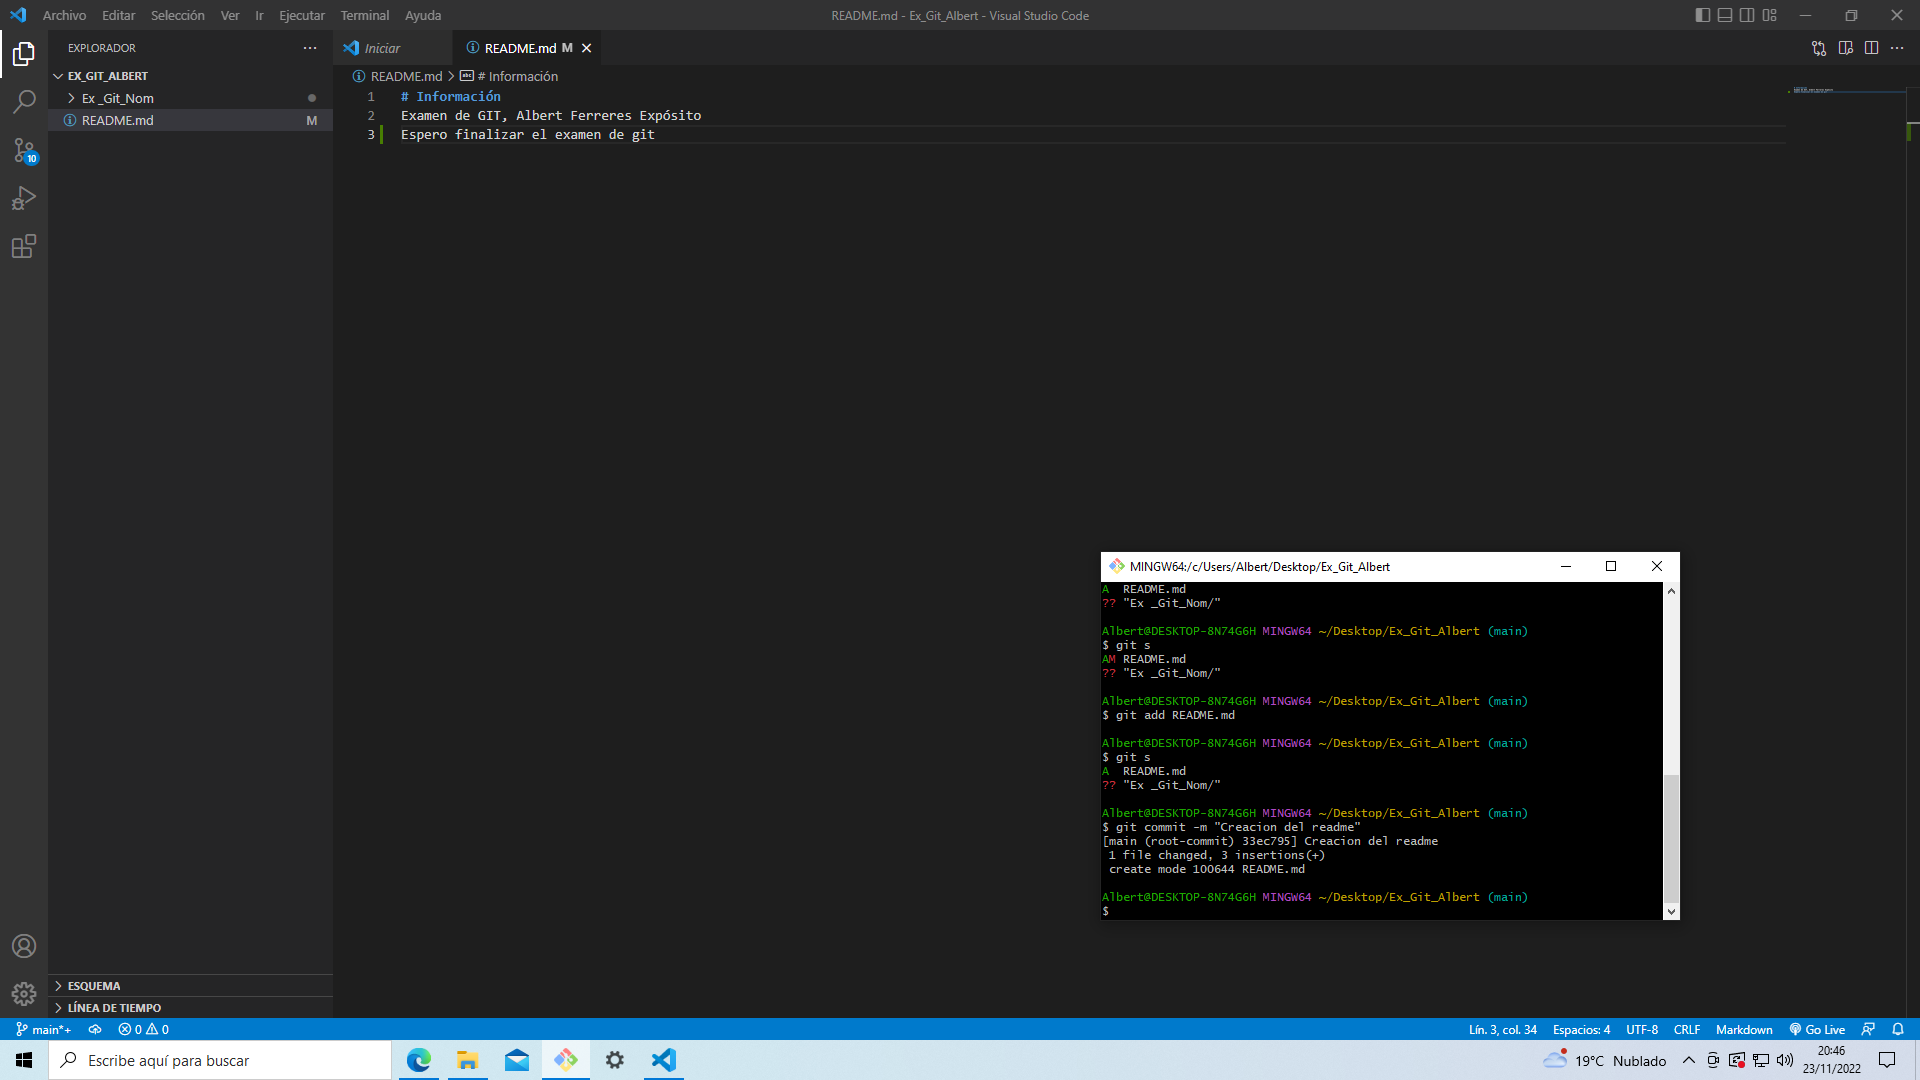 Archivo Editar Selección Ver Ir Ejecutar Terminal Ayuda
README.md - Ex_Git_Albert - Visual Studio Code
EXPLORADOR
Iniciar
README.md M
EX_GIT_ALBERT
README.md > # Información
Ex _Git_Nom
README.md M
10
1 # Información
2 Examen de GIT, Albert Ferreres Expósito
3 Espero finalizar el examen de git
MINGW64:/c/Users/Albert/Desktop/Ex_Git_Albert
A README.md
?? "Ex _Git_Nom/"
Albert@DESKTOP-8N74G6H MINGW64 ~/Desktop/Ex_Git_Albert (main)
$ git s
AM README.md
?? "Ex _Git_Nom/"
Albert@DESKTOP-8N74G6H MINGW64 ~/Desktop/Ex_Git_Albert (main)
$ git add README.md
Albert@DESKTOP-8N74G6H MINGW64 ~/Desktop/Ex_Git_Albert (main)
$ git s
A README.md
?? "Ex _Git_Nom/"
Albert@DESKTOP-8N74G6H MINGW64 ~/Desktop/Ex_Git_Albert (main)
$ git commit -m "Creacion del readme"
[main (root-commit) 33ec795] Creacion del readme
1 file changed, 3 insertions(+)
create mode 100644 README.md
Albert@DESKTOP-8N74G6H MINGW64 ~/Desktop/Ex_Git_Albert (main)
$
ESQUEMA
LÍNEA DE TIEMPO
main*+ 0 0
Lín. 3, col. 34 Espacios: 4 UTF-8 CRLF Markdown Go Live
Escribe aquí para buscar
19°C Nublado
20:46
23/11/2022